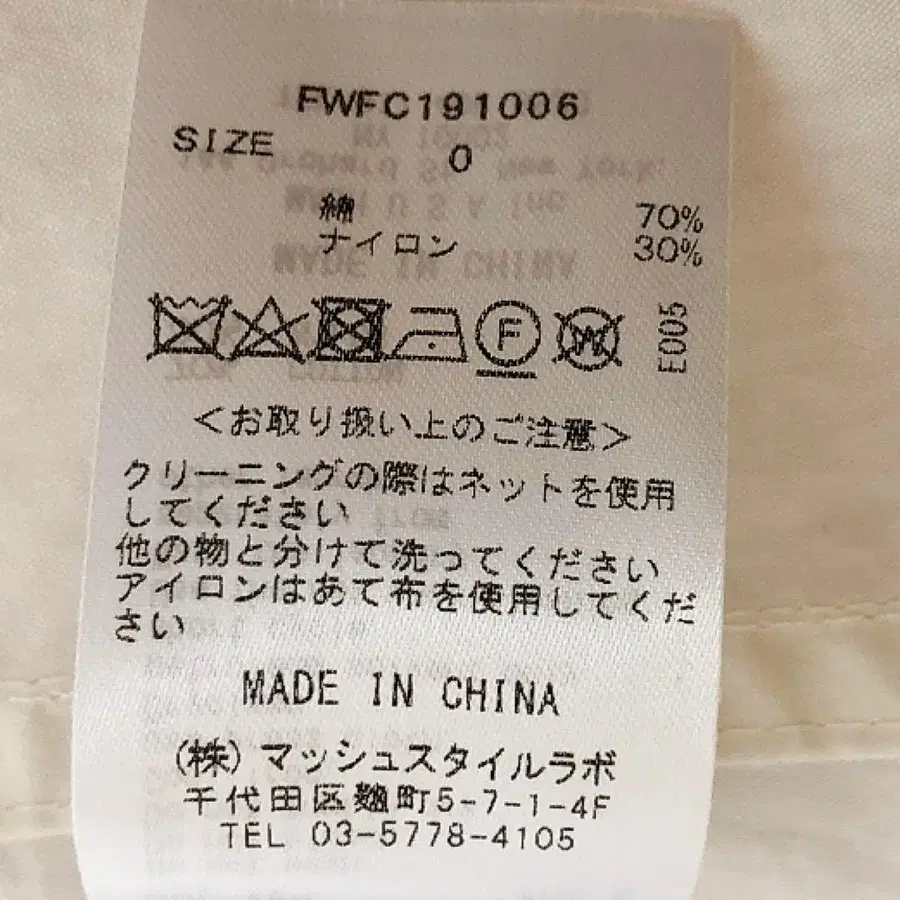 FWFC191006
SIZE 0
綿 70%
ナイロン 30%
F W E005
＜お取り扱い上のご注意＞
クリーニングの際はネットを使用
してください
他の物と分けて洗ってください
アイロンはあて布を使用してくだ
さい
MADE IN CHINA
(株)マッシュスタイルラボ
千代田区麹町5-7-1-4F
TEL 03-5778-4105